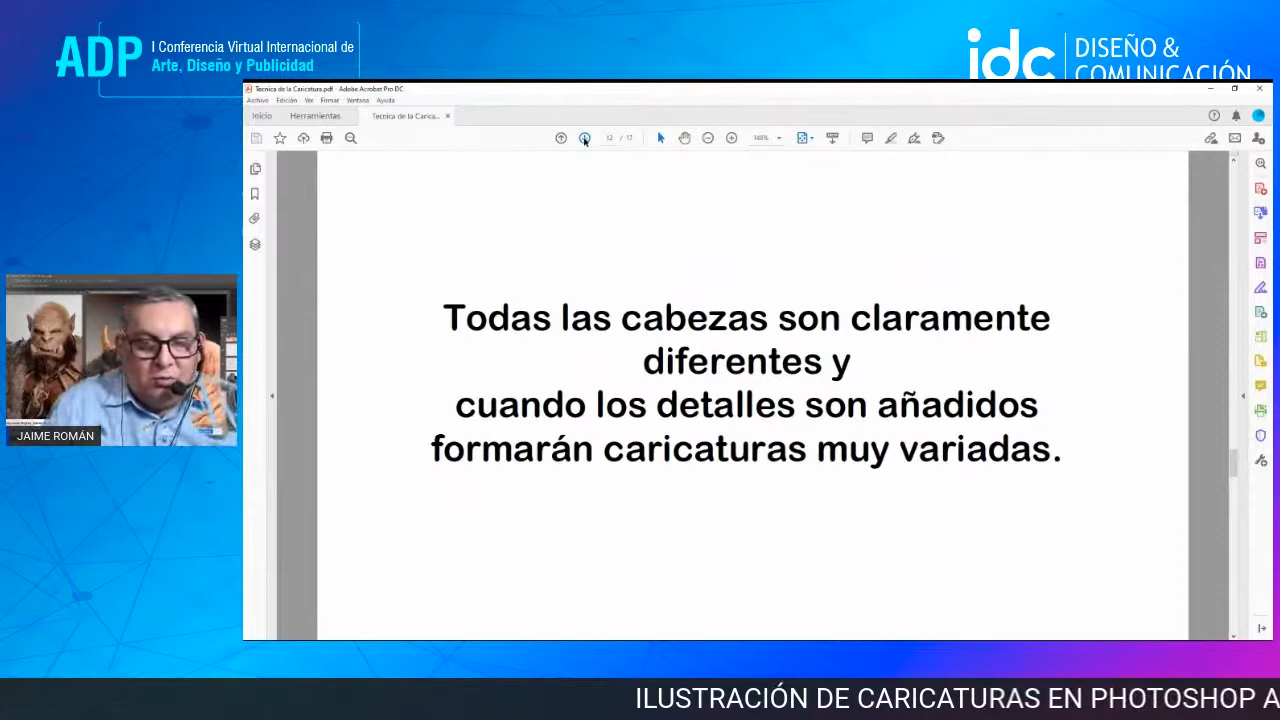 ADP
I Conferencia Virtual Internacional de
Arte, Diseño y Publicidad
idc
DISEÑO &
COMUNICACIÓN
Tecnica de la Caricatura.pdf - Adobe Acrobat Pro DC
Archivo Edición Ver Firmar Ventana Ayuda
Inicio Herramientas Tecnica de la Carica... ×
12 / 17
Todas las cabezas son claramente
diferentes y
cuando los detalles son añadidos
formarán caricaturas muy variadas.
JAIME ROMÁN
ILUSTRACIÓN DE CARICATURAS EN PHOTOSHOP A